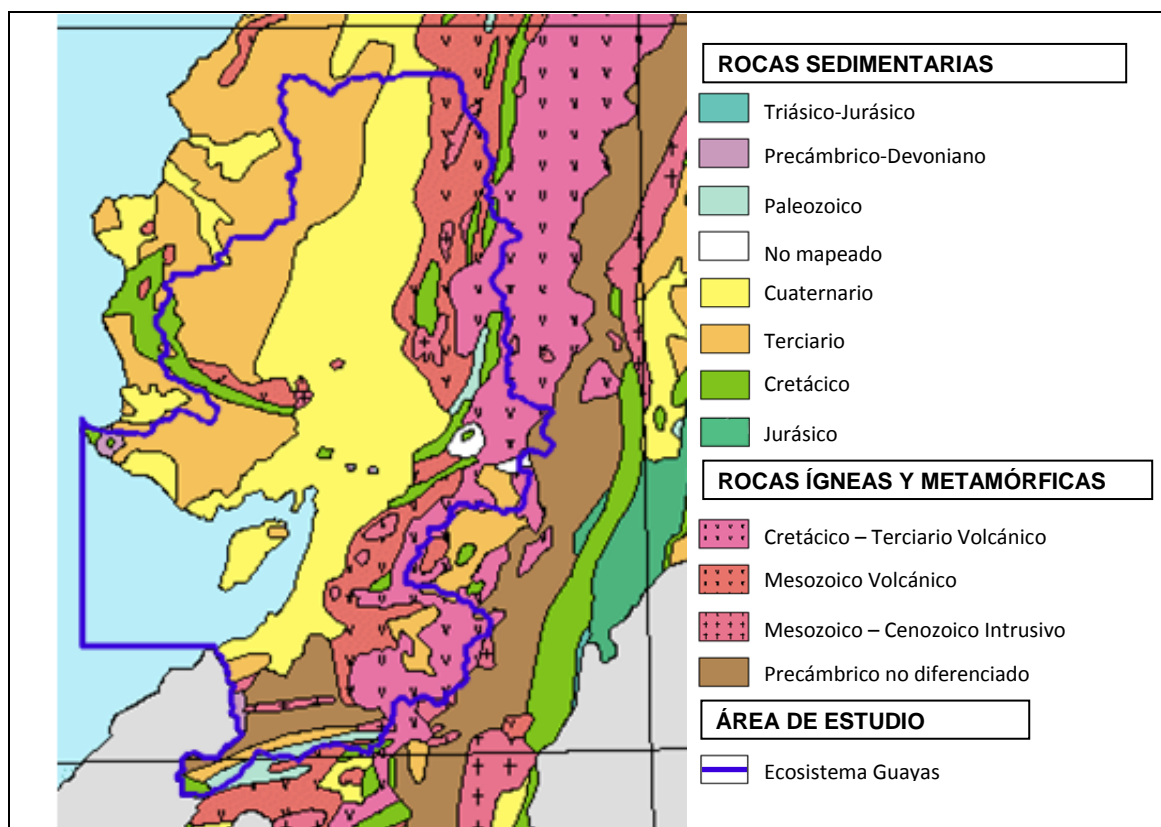 ROCAS SEDIMENTARIAS
Triásico-Jurásico
Precámbrico-Devoniano
Paleozoico
No mapeado
Cuaternario
Terciario
Cretácico
Jurásico
ROCAS ÍGNEAS Y METAMÓRFICAS
Cretácico – Terciario Volcánico
Mesozoico Volcánico
Mesozoico – Cenozoico Intrusivo
Precámbrico no diferenciado
ÁREA DE ESTUDIO
Ecosistema Guayas